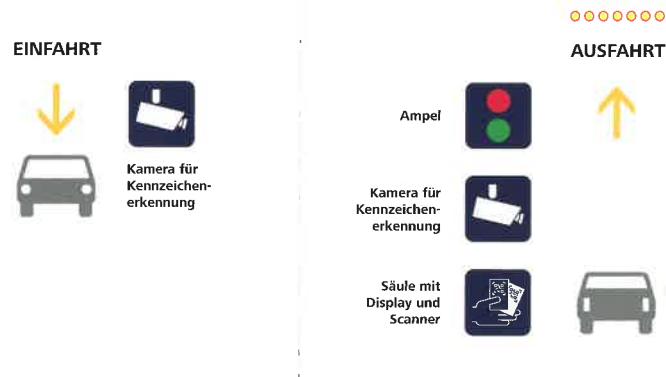 EINFAHRT
Kamera für
Kennzeichen-
erkennung
AUSFAHRT
Ampel
Kamera für
Kennzeichen-
erkennung
Säule mit
Display und
Scanner